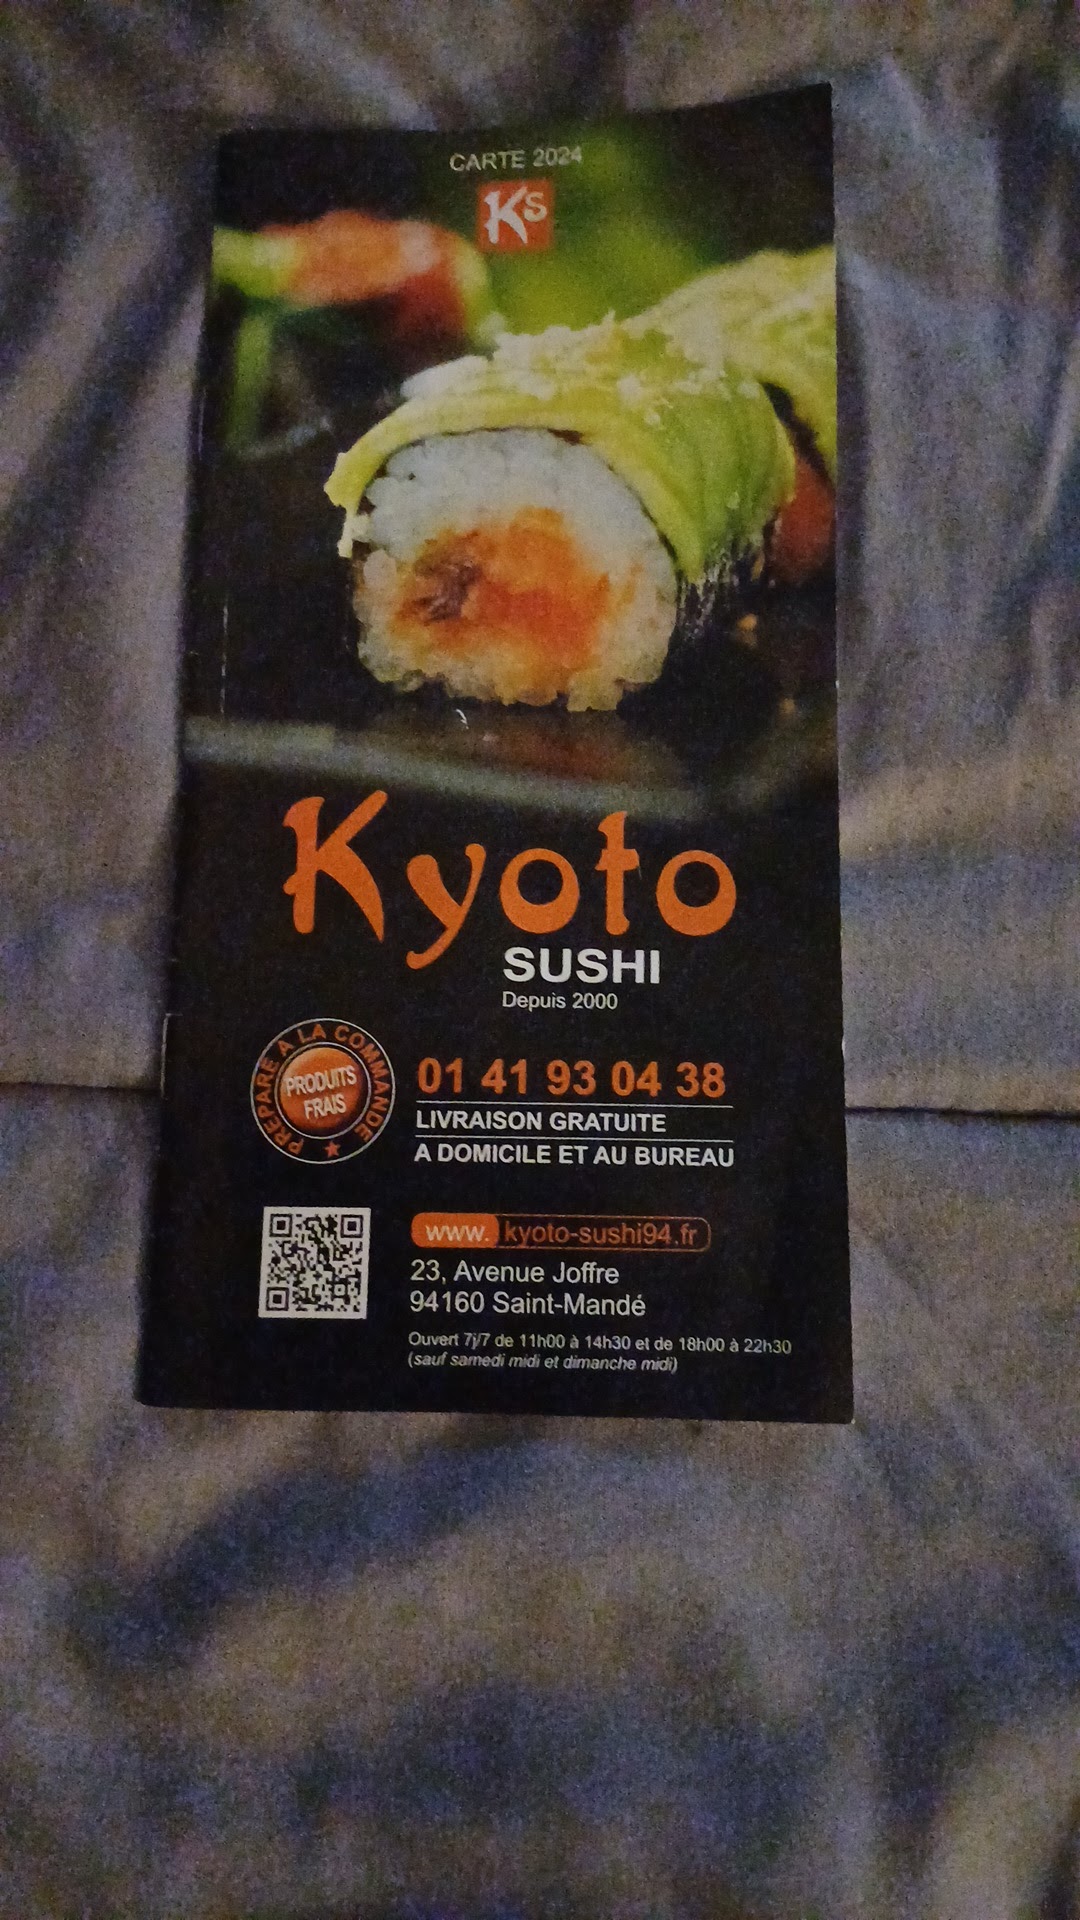 CARTE 2024
KS
Kyoto
SUSHI
Depuis 2000
PREPARE A LA COMMANDE
PRODUITS
FRAIS
01 41 93 04 38
LIVRAISON GRATUITE
A DOMICILE ET AU BUREAU
www. kyoto-sushi94.fr
23, Avenue Joffre
94160 Saint-Mandé
Ouvert 7j/7 de 11h00 à 14h30 et de 18h00 à 22h30
(sauf samedi midi et dimanche midi)